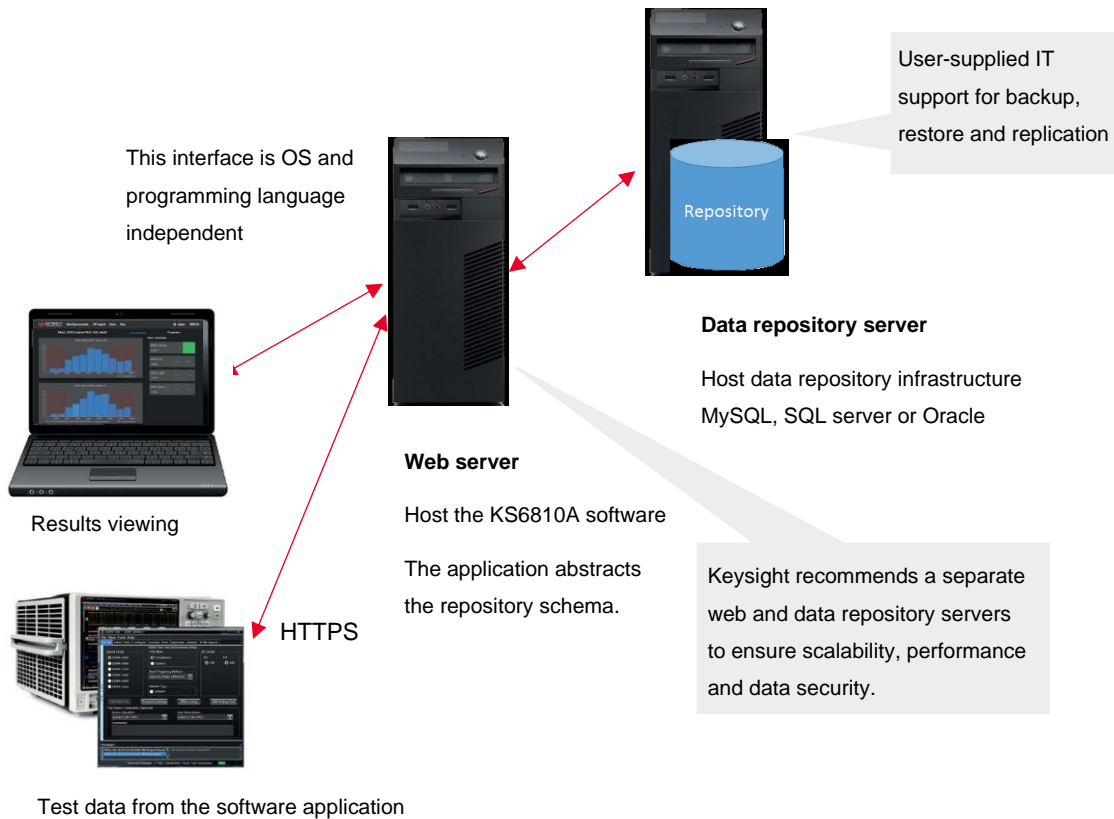 User-supplied IT
support for backup,
restore and replication
This interface is OS and
programming language
independent
Repository
Data repository server
Host data repository infrastructure
MySQL, SQL server or Oracle
Web server
Host the KS6810A software
The application abstracts
the repository schema.
Results viewing
Keysight recommends a separate
web and data repository servers
to ensure scalability, performance
and data security.
HTTPS
Test data from the software application